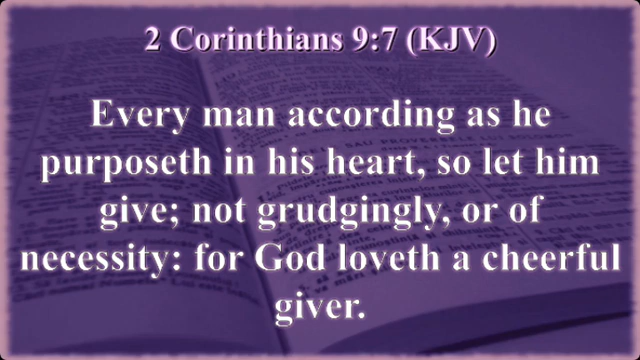 2 Corinthians 9:7 (KJV)
Every man according as he
purposeth in his heart, so let him
give; not grudgingly, or of
necessity: for God loveth a cheerful
giver.